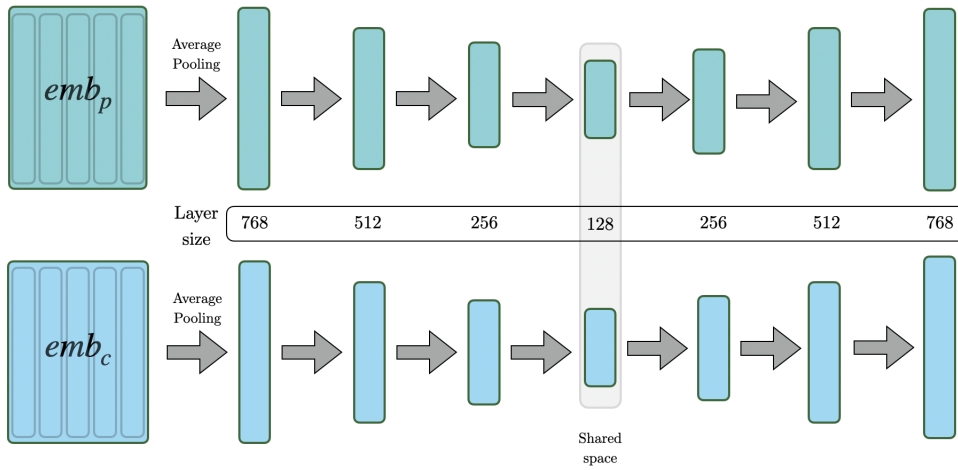 emb_p
Average
Pooling
Layer
size
768 512 256 128 256 512 768
emb_c
Average
Pooling
Shared
space